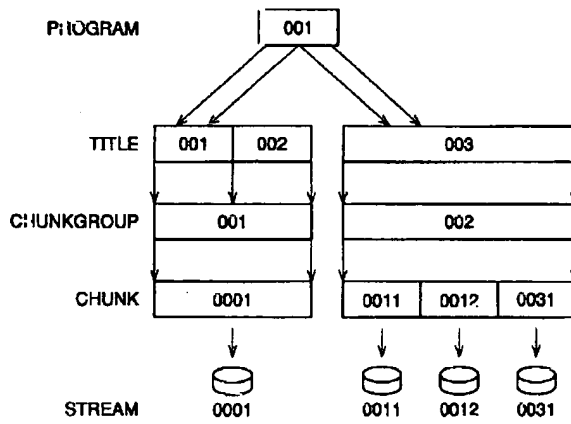 PROGRAM 001
TITLE 001 002 003
CHUNKGROUP 001 002
CHUNK 0001 0011 0012 0031
STREAM 0001 0011 0012 0031